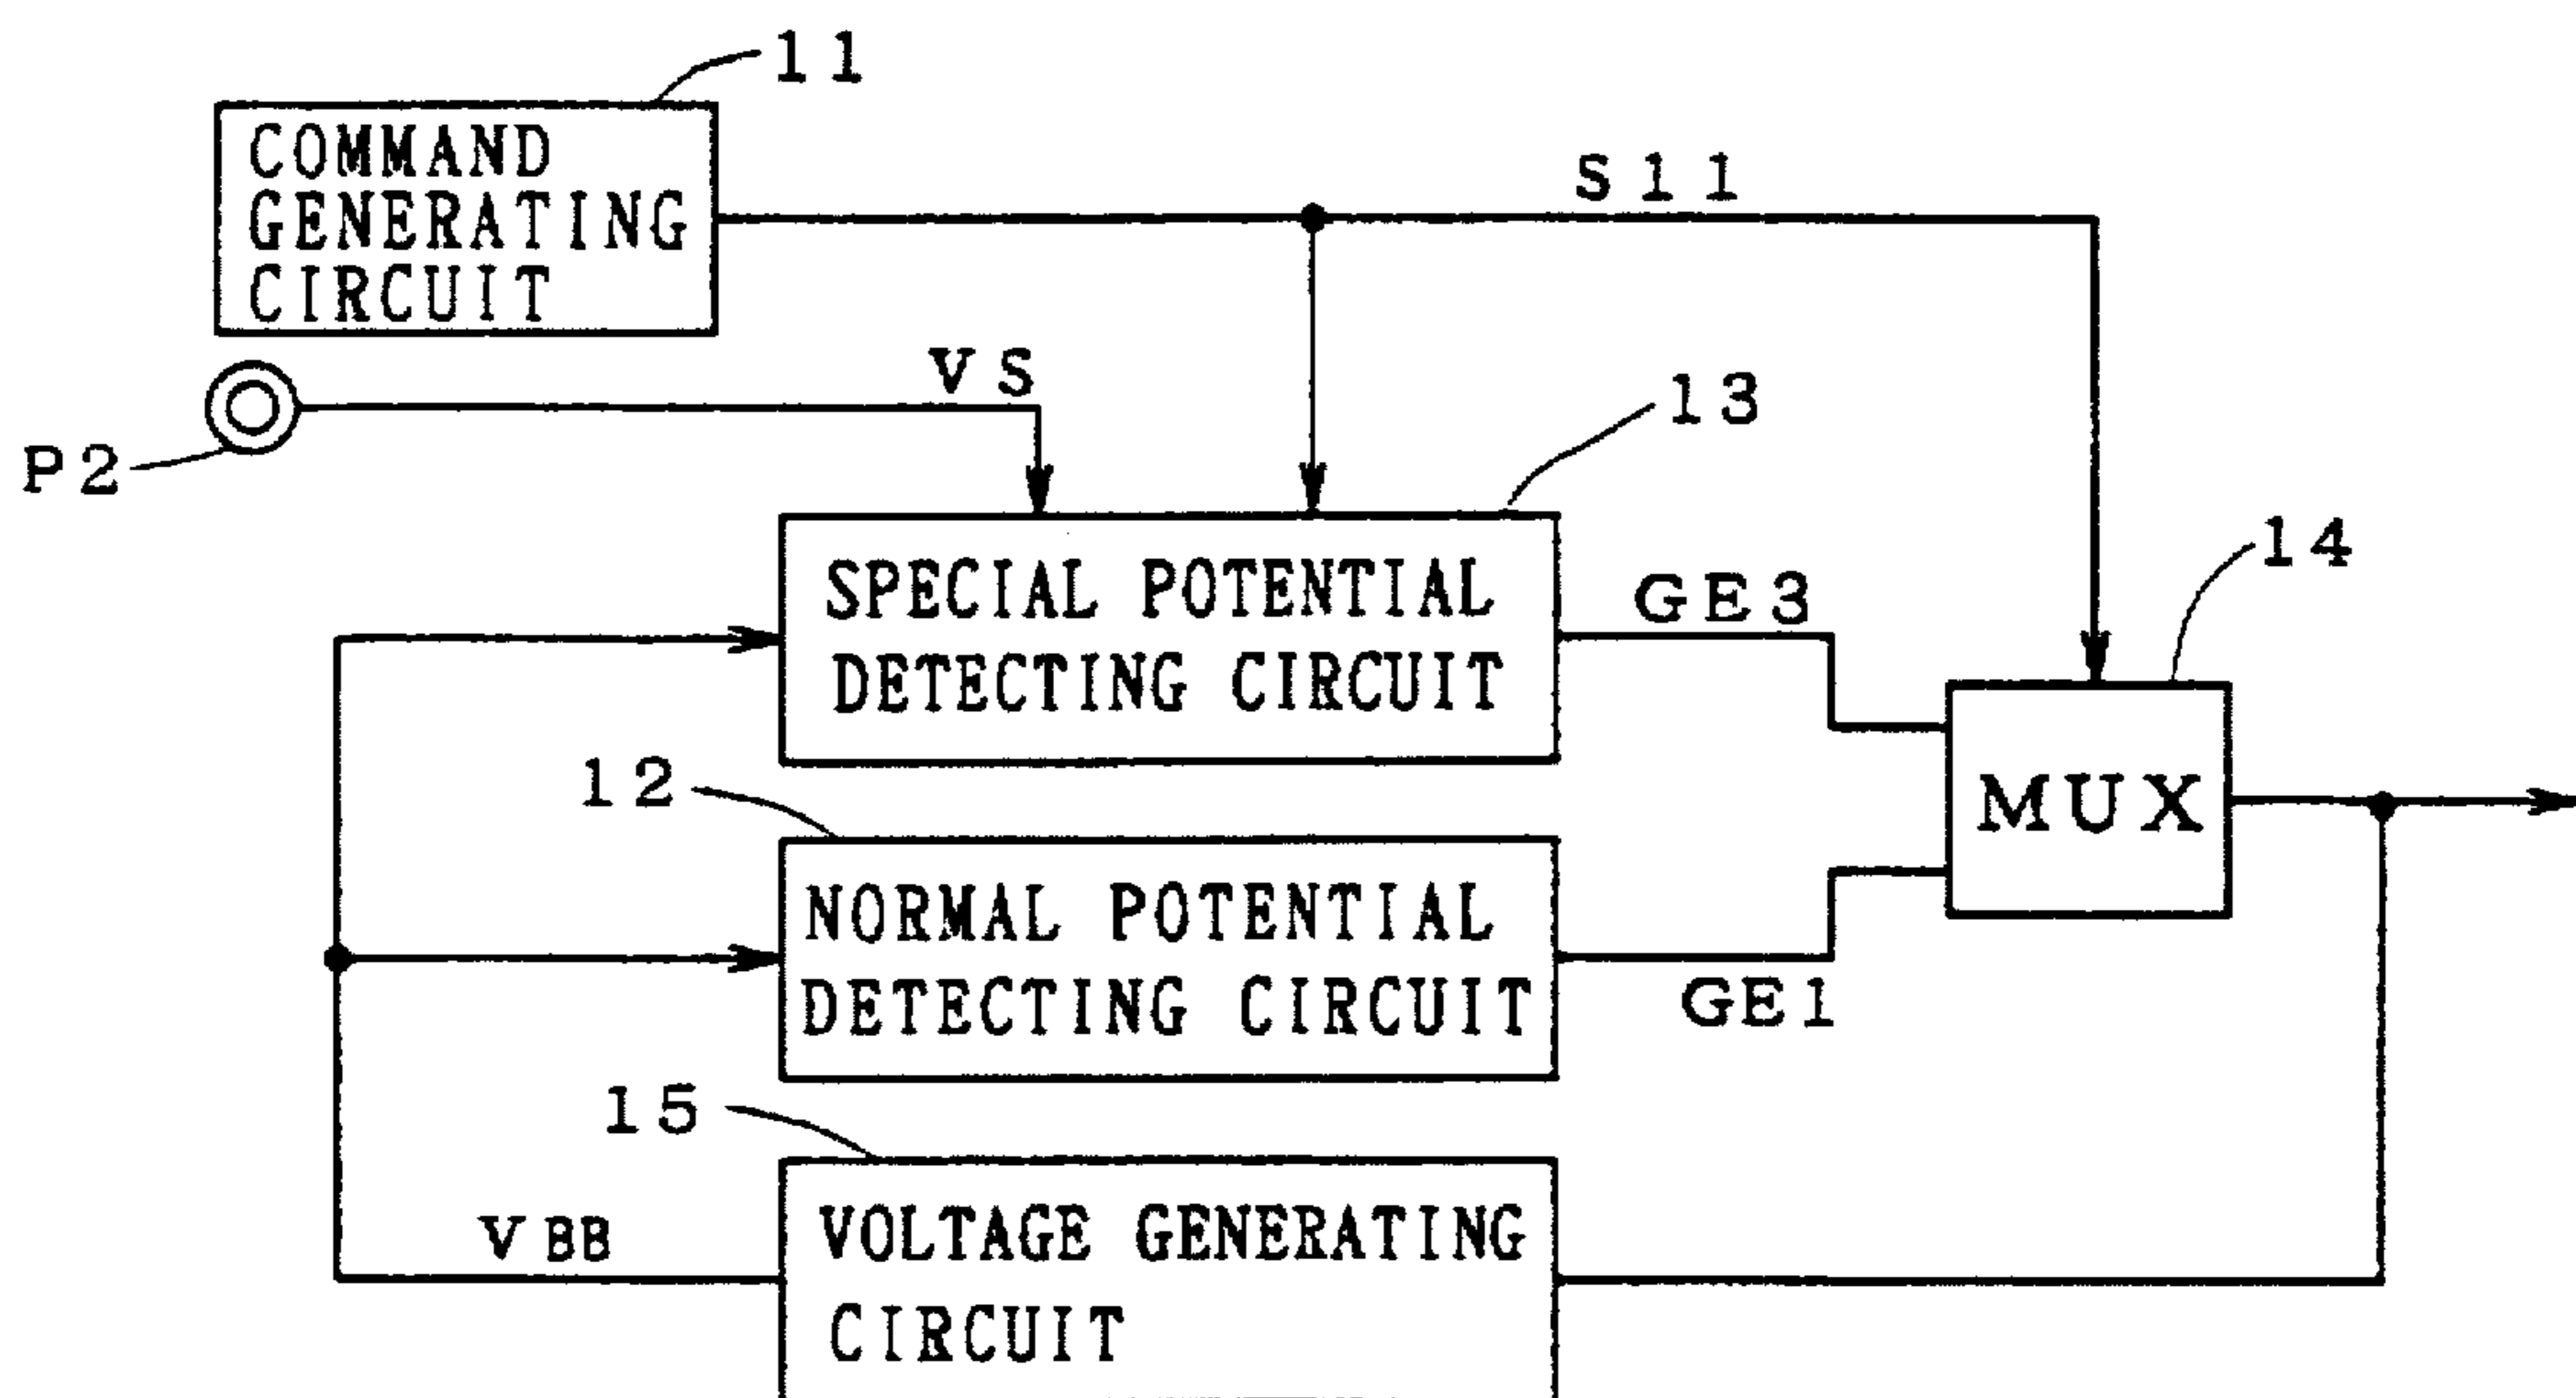 11
COMMAND
GENERATING
CIRCUIT
S11
VS
P2
13
SPECIAL POTENTIAL
DETECTING CIRCUIT
GE3
14
MUX
12
NORMAL POTENTIAL
DETECTING CIRCUIT
GE1
15
VOLTAGE GENERATING
CIRCUIT
VBB